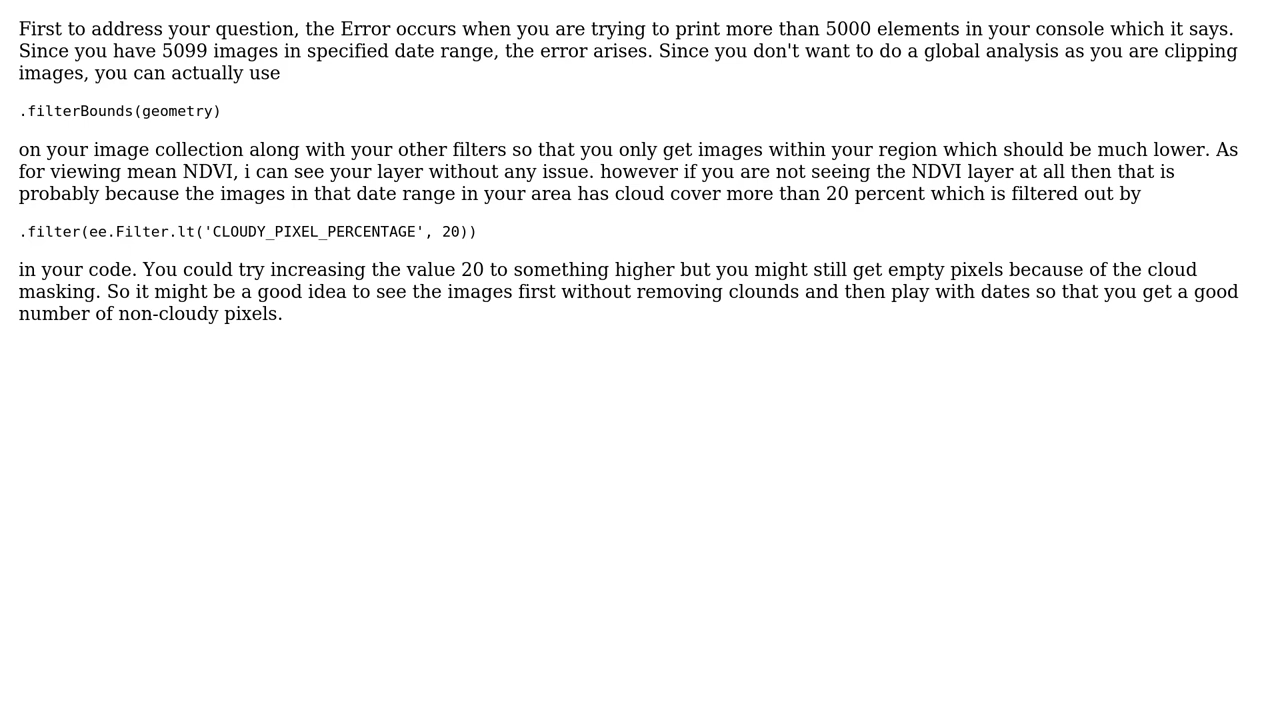 First to address your question, the Error occurs when you are trying to print more than 5000 elements in your console which it says.
Since you have 5099 images in specified date range, the error arises. Since you don't want to do a global analysis as you are clipping
images, you can actually use
.filterBounds(geometry)
on your image collection along with your other filters so that you only get images within your region which should be much lower. As
for viewing mean NDVI, i can see your layer without any issue. however if you are not seeing the NDVI layer at all then that is
probably because the images in that date range in your area has cloud cover more than 20 percent which is filtered out by
.filter(ee.Filter.lt('CLOUDY_PIXEL_PERCENTAGE', 20))
in your code. You could try increasing the value 20 to something higher but you might still get empty pixels because of the cloud
masking. So it might be a good idea to see the images first without removing clounds and then play with dates so that you get a good
number of non-cloudy pixels.